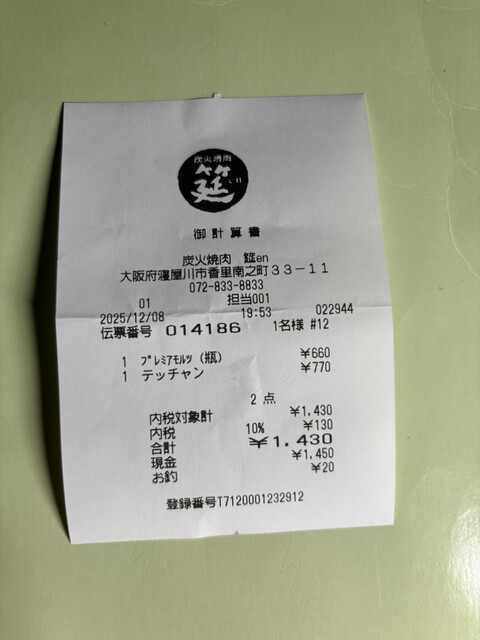 炭火焼肉
筵
en
御計算書
炭火焼肉 筵en
大阪府寝屋川市香里南之町33-11
072-833-8833
01 担当001
2025/12/08 19:53 022944
伝票番号 014186 1名様 #12
1 プレミアモルツ(瓶) ¥660
1 テッチャン ¥770
2 点
内税対象計 ¥1,430
内税 10% ¥130
合計 ¥1,430
現金 ¥1,450
お釣 ¥20
登録番号T7120001232912